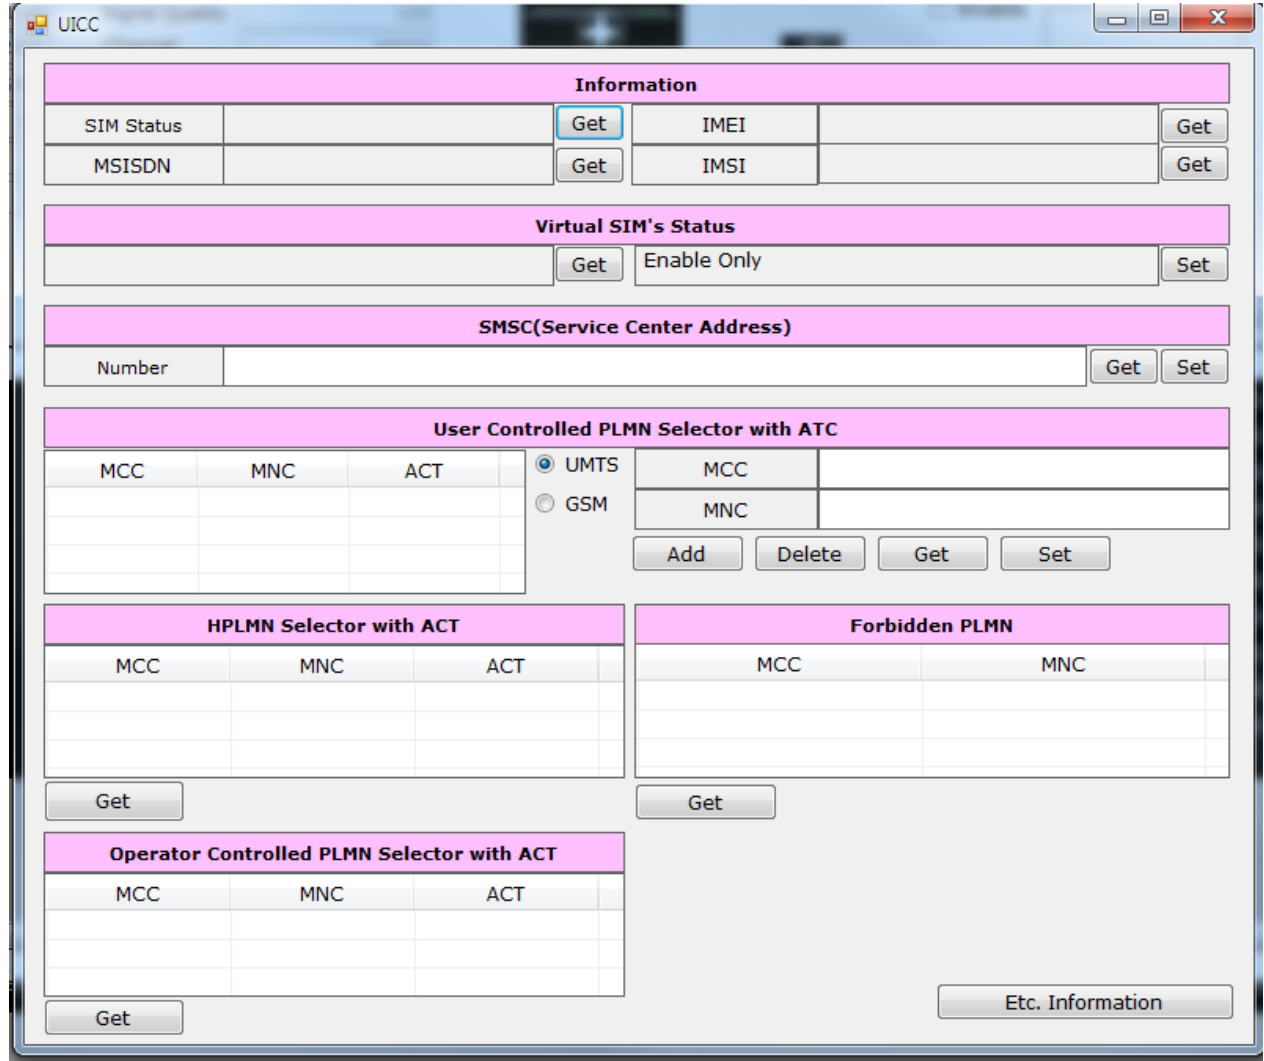 UICC
Information
SIM Status Get IMEI Get
MSISDN Get IMSI Get
Virtual SIM's Status
Get Enable Only Set
SMSC(Service Center Address)
Number Get Set
User Controlled PLMN Selector with ATC
MCC MNC ACT UMTS MCC
GSM MNC
Add Delete Get Set
HPLMN Selector with ACT Forbidden PLMN
MCC MNC ACT MCC MNC
Get Get
Operator Controlled PLMN Selector with ACT
MCC MNC ACT
Etc. Information
Get